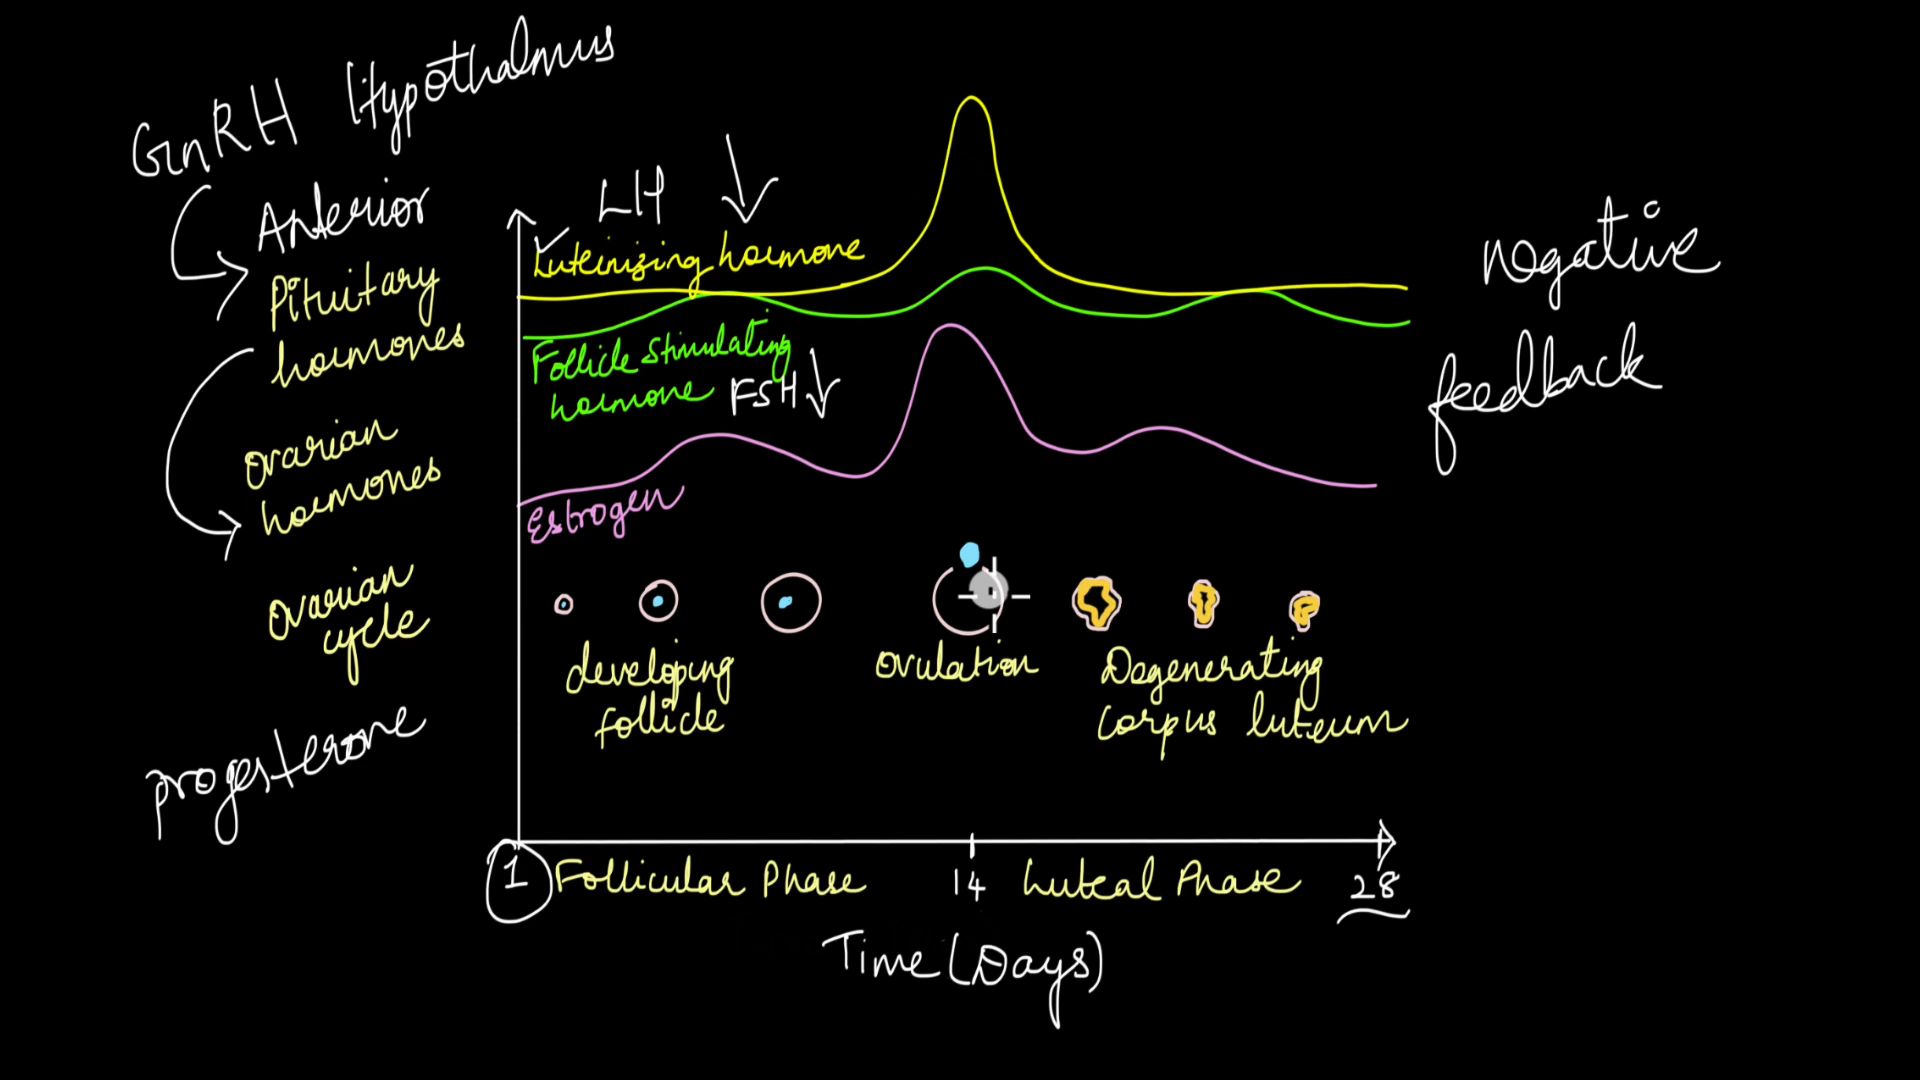 GnRH Hypothalmus
Anterior
Pituitary
hormones
ovarian
hormones
ovarian
cycle
progesterone
LH
Luteinizing hormone
Follicle Stimulating
hormone FSH
Estrogen
developing
follicle
ovulation
Degenerating
corpus luteum
1 Follicular Phase 14 Luteal Phase 28
Time (Days)
negative
feedback